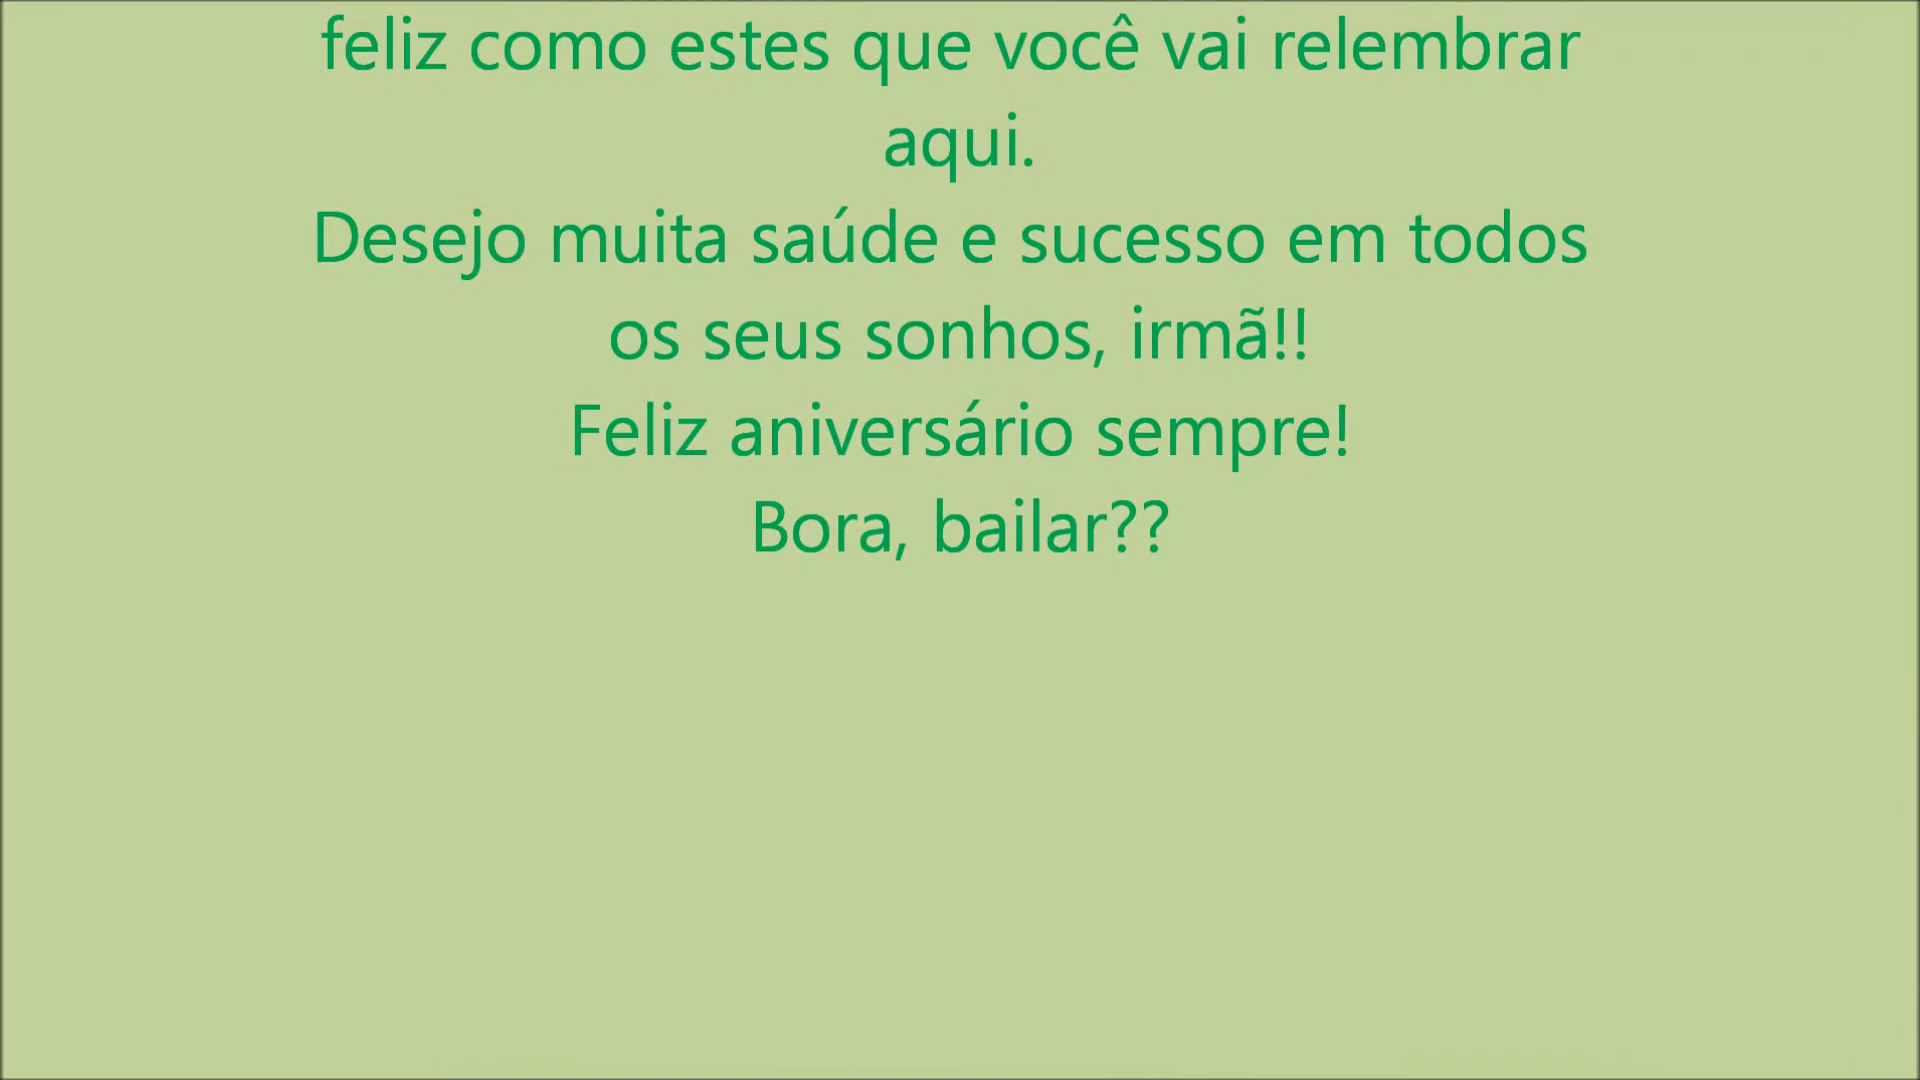 feliz como estes que você vai relembrar
aqui.
Desejo muita saúde e sucesso em todos
os seus sonhos, irmã!!
Feliz aniversário sempre!
Bora, bailar??